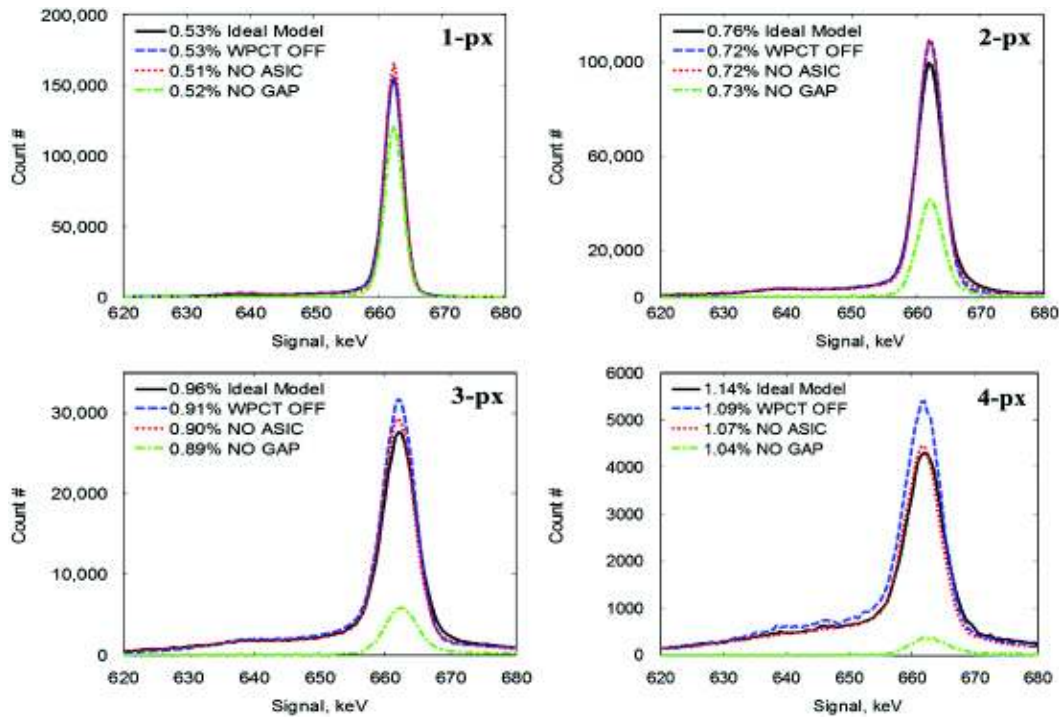 200,000
150,000
100,000
50,000
0
Count #
0.53% Ideal Model
0.53% WPCT OFF
0.51% NO ASIC
0.52% NO GAP
1-px
620 630 640 650 660 670 680
Signal, keV
100,000
60,000
20,000
0
Count #
0.76% Ideal Model
0.72% WPCT OFF
0.72% NO ASIC
0.73% NO GAP
2-px
620 630 640 650 660 670 680
Signal, keV
30,000
20,000
10,000
0
Count #
0.96% Ideal Model
0.91% WPCT OFF
0.90% NO ASIC
0.89% NO GAP
3-px
620 630 640 650 660 670 680
Signal, keV
6000
5000
4000
3000
2000
1000
0
Count #
1.14% Ideal Model
1.09% WPCT OFF
1.07% NO ASIC
1.04% NO GAP
4-px
620 630 640 650 660 670 680
Signal, keV